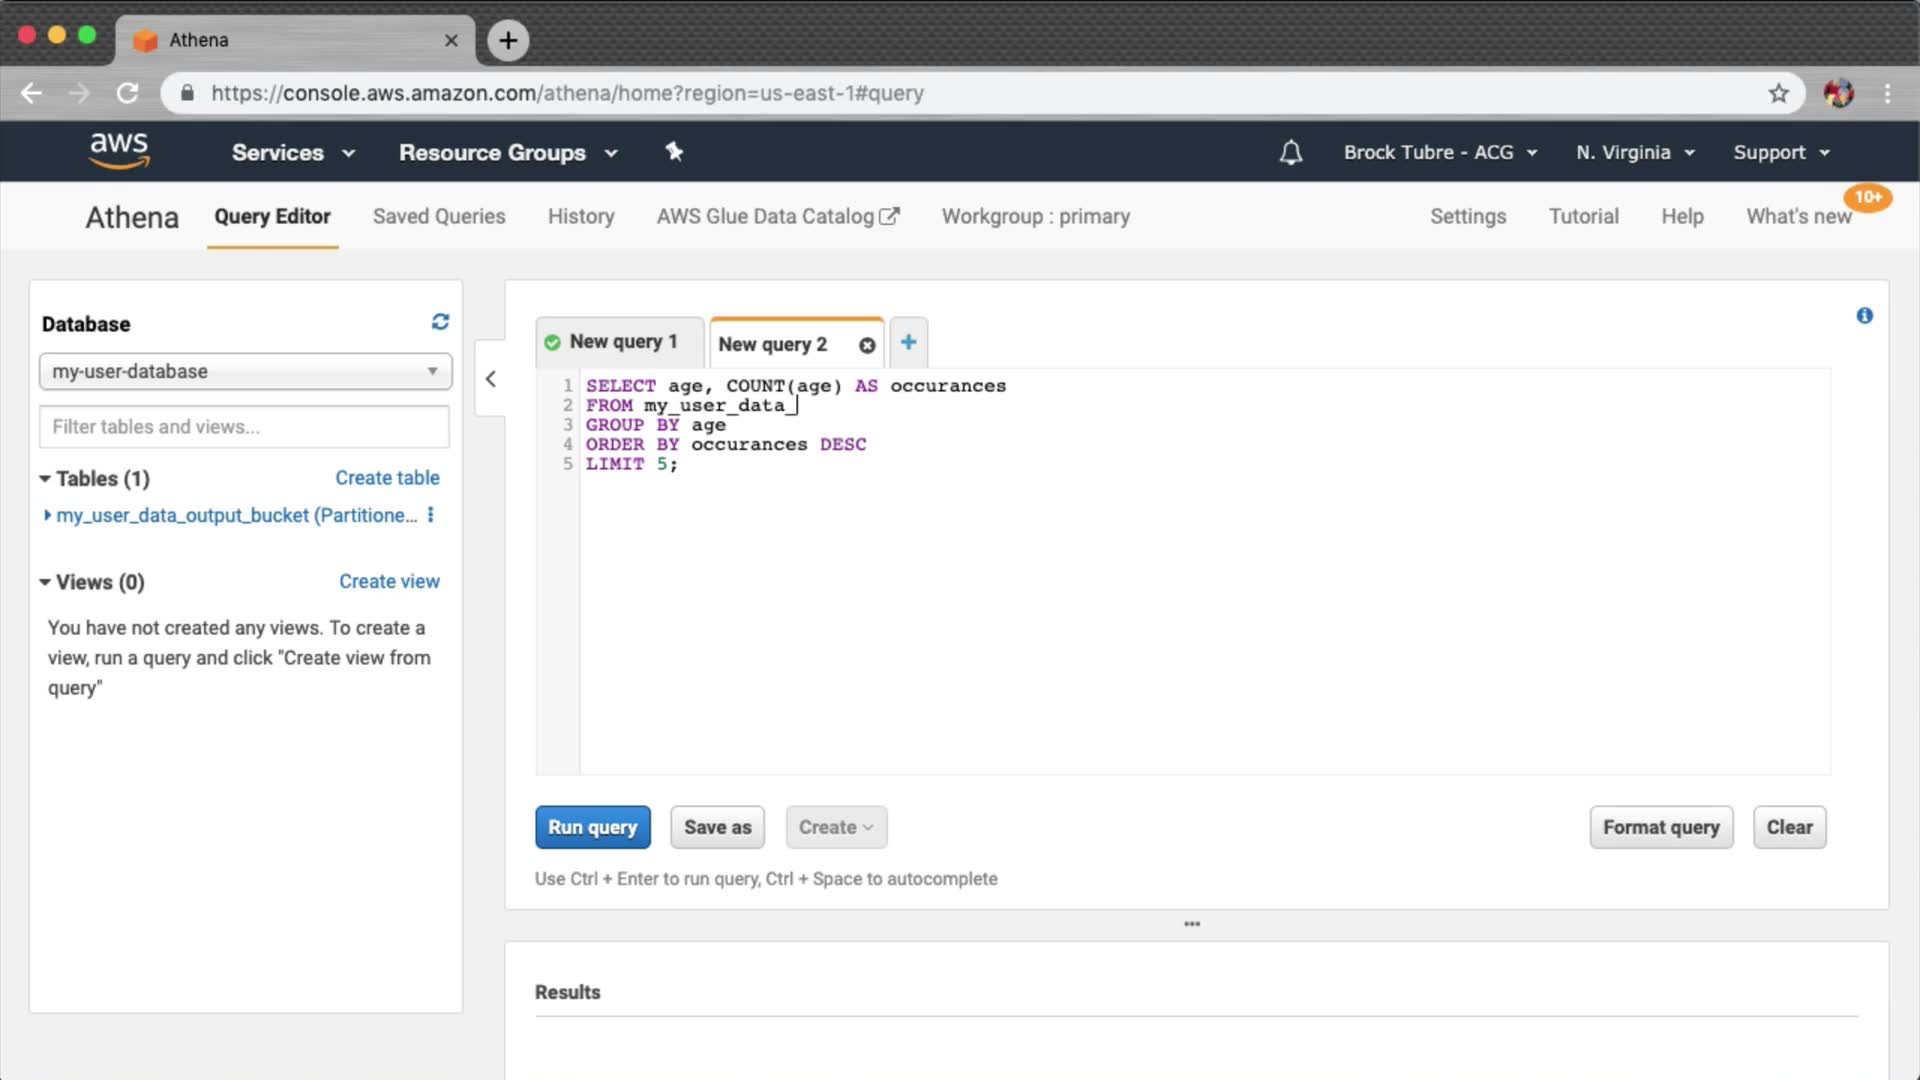 Athena
https://console.aws.amazon.com/athena/home?region=us-east-1#query
aws Services Resource Groups Brock Tubre - ACG N. Virginia Support
Athena Query Editor Saved Queries History AWS Glue Data Catalog Workgroup : primary Settings Tutorial Help What's new 10+
Database
my-user-database
Filter tables and views...
Tables (1) Create table
my_user_data_output_bucket (Partitione...
Views (0) Create view
You have not created any views. To create a
view, run a query and click "Create view from
query"
New query 1 New query 2
1 SELECT age, COUNT(age) AS occurances
2 FROM my_user_data_
3 GROUP BY age
4 ORDER BY occurances DESC
5 LIMIT 5;
Run query Save as Create Format query Clear
Use Ctrl + Enter to run query, Ctrl + Space to autocomplete
Results